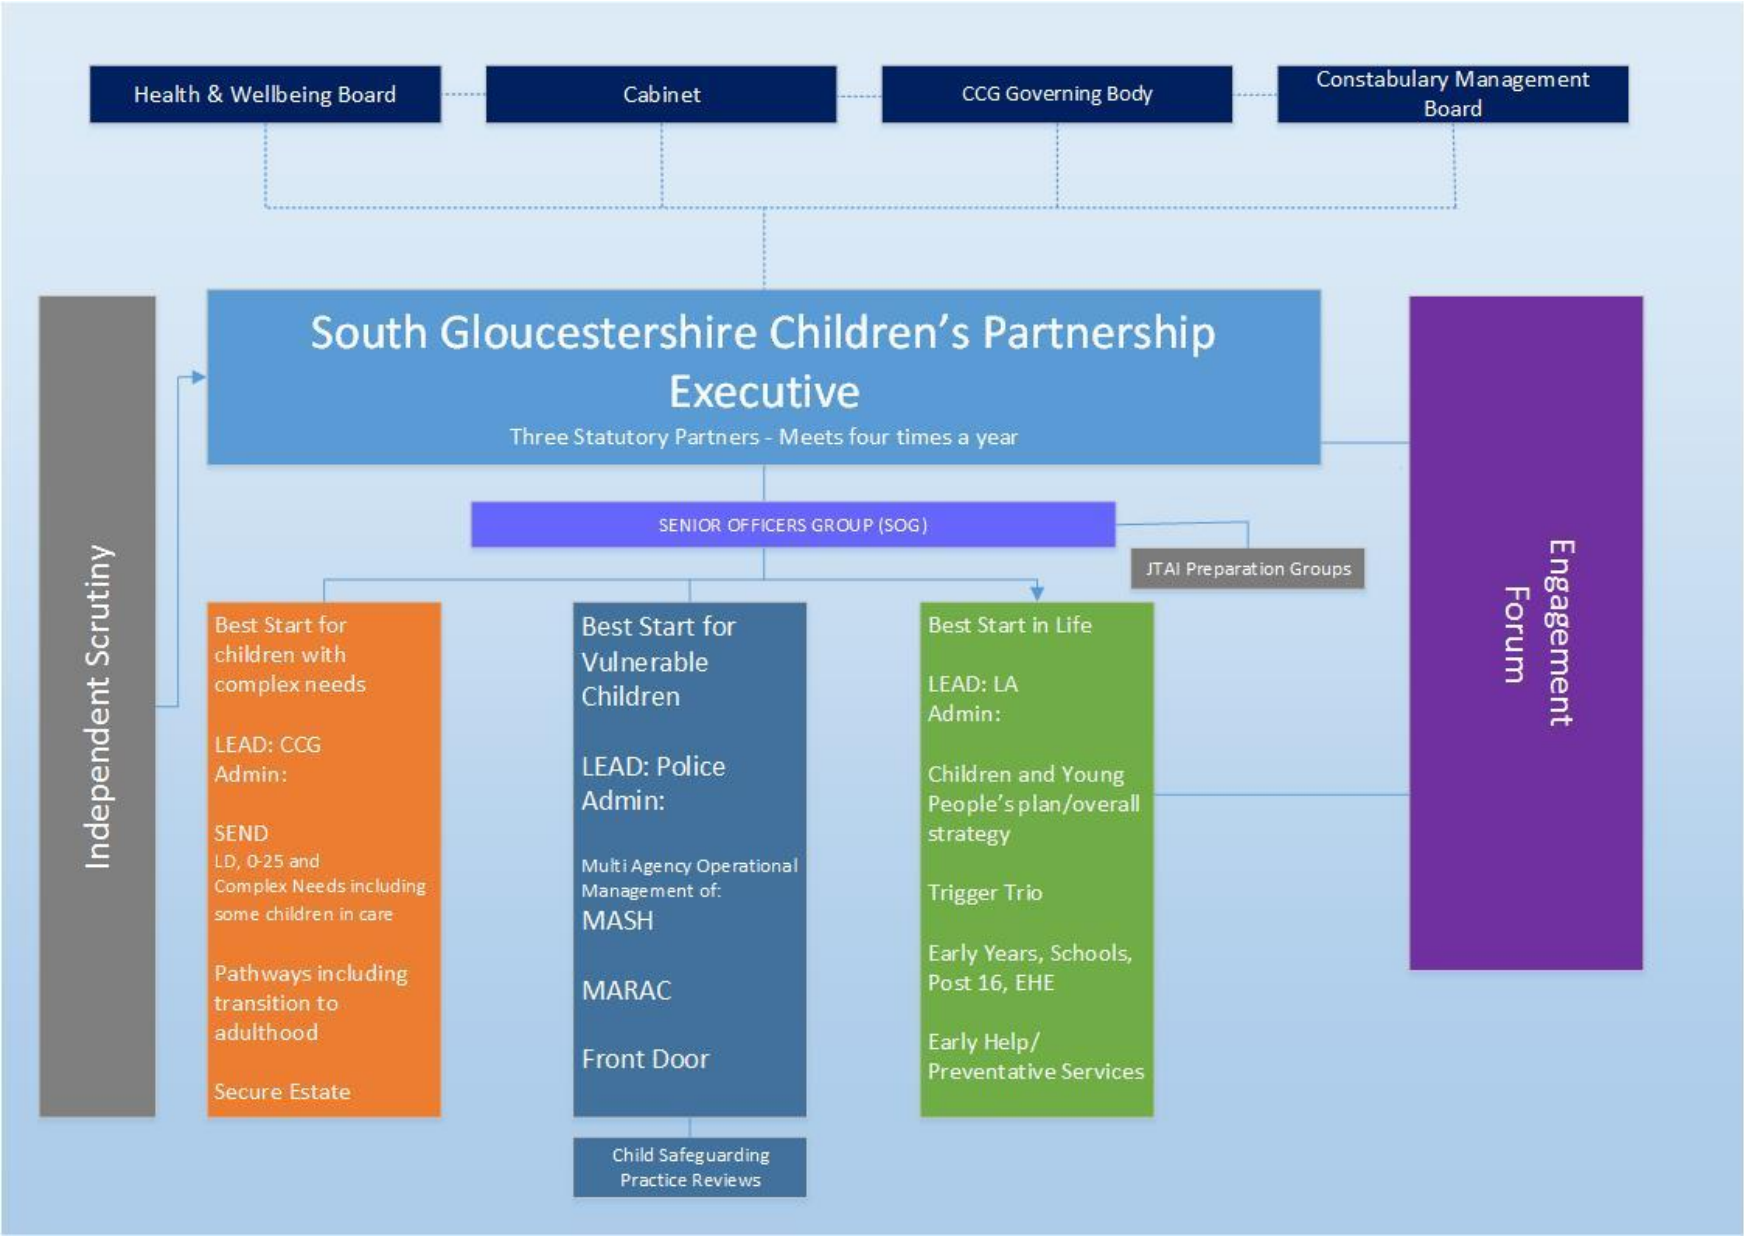 Health & Wellbeing Board
Cabinet
CCG Governing Body
Constabulary Management
Board
South Gloucestershire Children's Partnership
Executive
Three Statutory Partners - Meets four times a year
SENIOR OFFICERS GROUP (SOG)
JTAI Preparation Groups
Independent Scrutiny
Engagement
Forum
Best Start for
children with
complex needs
LEAD: CCG
Admin:
SEND
LD, 0-25 and
Complex Needs including
some children in care
Pathways including
transition to
adulthood
Secure Estate
Best Start for
Vulnerable
Children
LEAD: Police
Admin:
Multi Agency Operational
Management of:
MASH
MARAC
Front Door
Child Safeguarding
Practice Reviews
Best Start in Life
LEAD: LA
Admin:
Children and Young
People's plan/overall
strategy
Trigger Trio
Early Years, Schools,
Post 16, EHE
Early Help/
Preventative Services